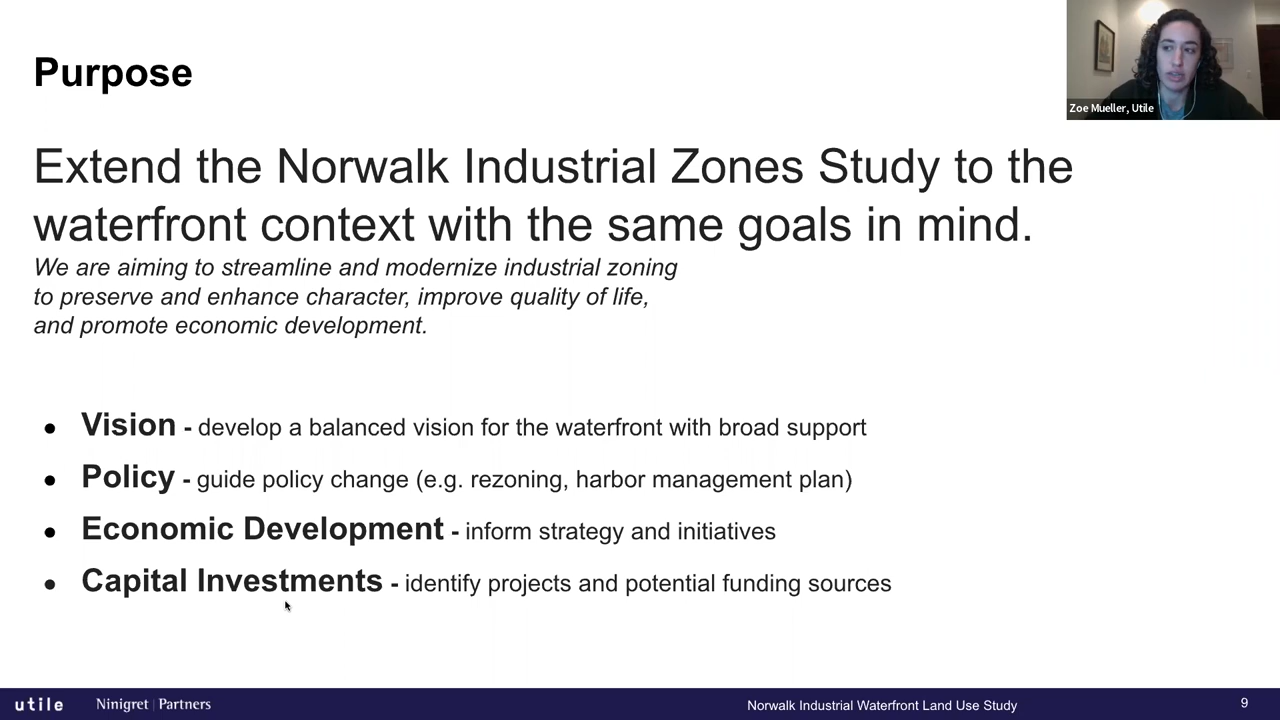 Purpose
Zoe Mueller, Utile
Extend the Norwalk Industrial Zones Study to the
waterfront context with the same goals in mind.
We are aiming to streamline and modernize industrial zoning
to preserve and enhance character, improve quality of life,
and promote economic development.
● Vision - develop a balanced vision for the waterfront with broad support
● Policy - guide policy change (e.g. rezoning, harbor management plan)
● Economic Development - inform strategy and initiatives
● Capital Investments - identify projects and potential funding sources
utile Ninigret | Partners Norwalk Industrial Waterfront Land Use Study 9